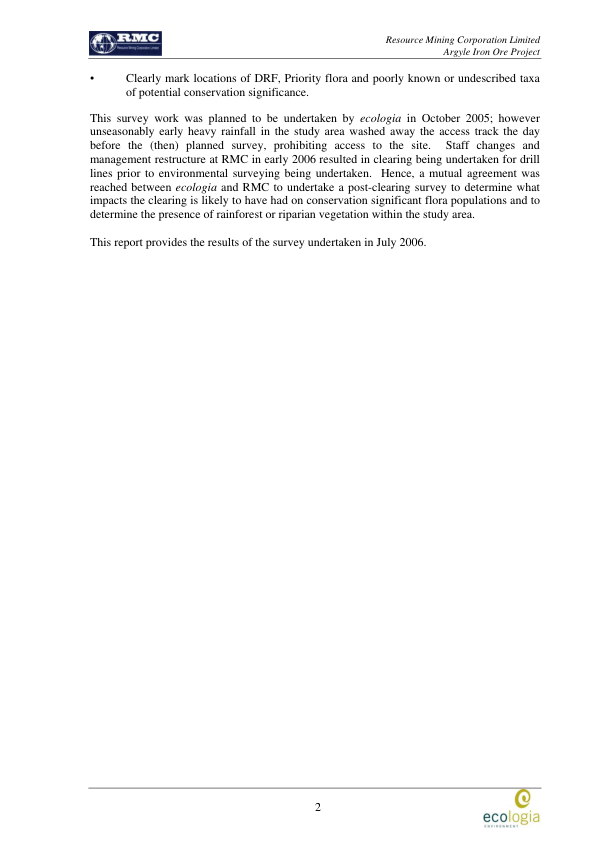 RMC
Resource Mining Corporation Limited
Resource Mining Corporation Limited
Argyle Iron Ore Project
• Clearly mark locations of DRF, Priority flora and poorly known or undescribed taxa
of potential conservation significance.
This survey work was planned to be undertaken by ecologia in October 2005; however
unseasonably early heavy rainfall in the study area washed away the access track the day
before the (then) planned survey, prohibiting access to the site. Staff changes and
management restructure at RMC in early 2006 resulted in clearing being undertaken for drill
lines prior to environmental surveying being undertaken. Hence, a mutual agreement was
reached between ecologia and RMC to undertake a post-clearing survey to determine what
impacts the clearing is likely to have had on conservation significant flora populations and to
determine the presence of rainforest or riparian vegetation within the study area.
This report provides the results of the survey undertaken in July 2006.
2
ecologia
ENVIRONMENT